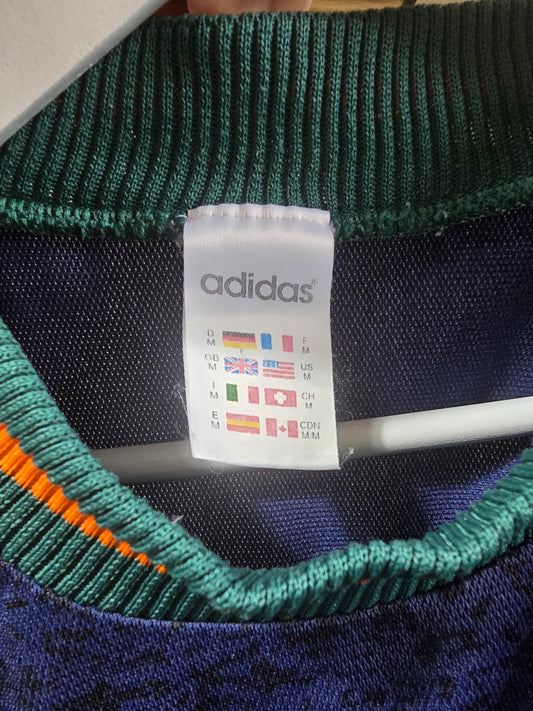 adidas®
D M F M
GB M US M
I M CH M
E M CDN M/M